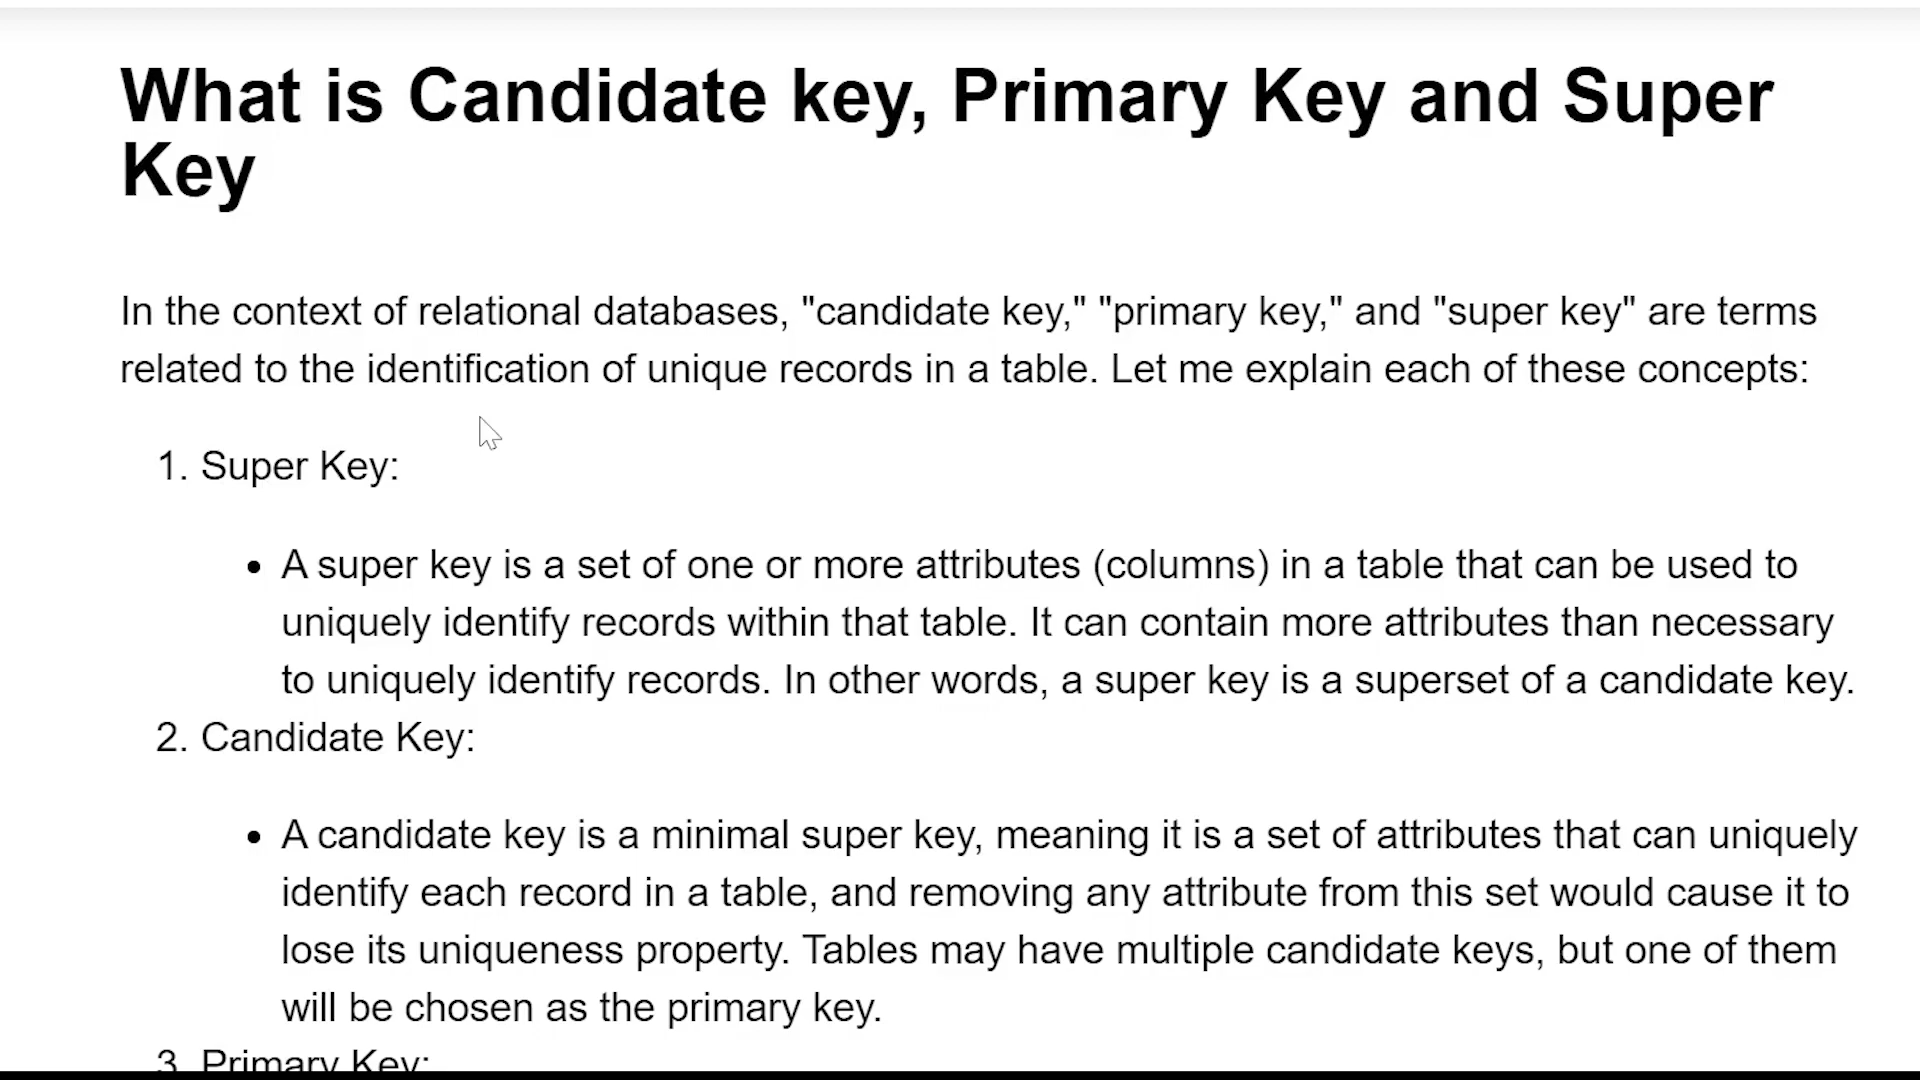 What is Candidate key, Primary Key and Super
Key
In the context of relational databases, "candidate key," "primary key," and "super key" are terms
related to the identification of unique records in a table. Let me explain each of these concepts:
1. Super Key:
• A super key is a set of one or more attributes (columns) in a table that can be used to
uniquely identify records within that table. It can contain more attributes than necessary
to uniquely identify records. In other words, a super key is a superset of a candidate key.
2. Candidate Key:
• A candidate key is a minimal super key, meaning it is a set of attributes that can uniquely
identify each record in a table, and removing any attribute from this set would cause it to
lose its uniqueness property. Tables may have multiple candidate keys, but one of them
will be chosen as the primary key.
3. Primary Key: